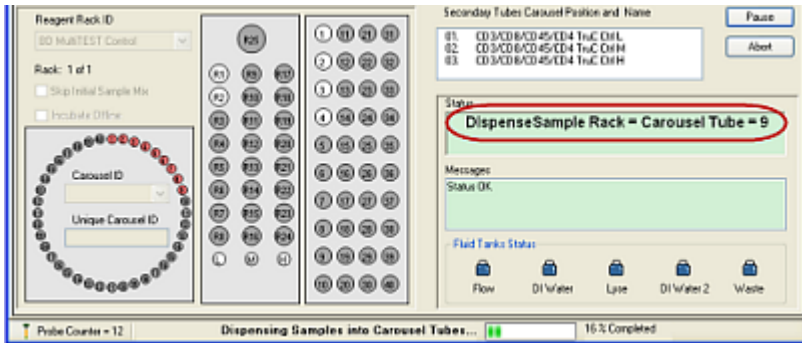 Reagent Rack ID
BD MultiTEST Control
Rack: 1 of 1
Skip Initial Sample Mix
Incubate Offline
Carousel ID
Unique Carousel ID
R25
R1 R9 R17
R2 R10 R18
R3 R11 R19
R4 R12 R20
R5 R13 R21
R6 R14 R22
R7 R15 R23
R8 R16 R24
L M H
1 11 21 31
2 12 22 32
3 13 23 33
4 14 24 34
5 15 25 35
6 16 26 36
7 17 27 37
8 18 28 38
9 19 29 39
10 20 30 40
Seconday Tubes Carousel Position and Name
01. CD3/CD8/CD45/CD4 TruC Ctrl L
02. CD3/CD8/CD45/CD4 TruC Ctrl M
03. CD3/CD8/CD45/CD4 TruC Ctrl H
Pause
Abort
Status
DispenseSample Rack = Carousel Tube = 9
Messages
Status OK
Fluid Tanks Status
Flow DI Water Lyse DI Water 2 Waste
Probe Counter = 12
Dispensing Samples into Carousel Tubes...
16 % Completed